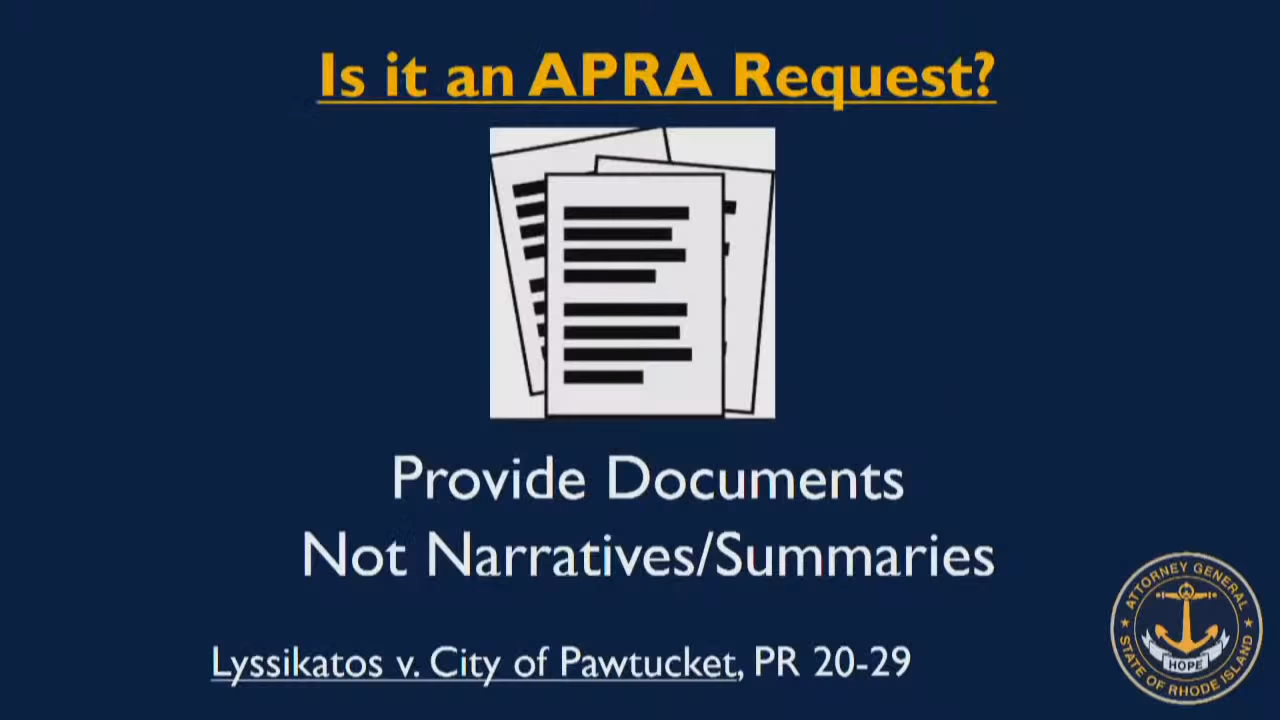 Is it an APRA Request?
Provide Documents
Not Narratives/Summaries
Lyssikatos v. City of Pawtucket, PR 20-29
ATTORNEY GENERAL
HOPE
STATE OF RHODE ISLAND